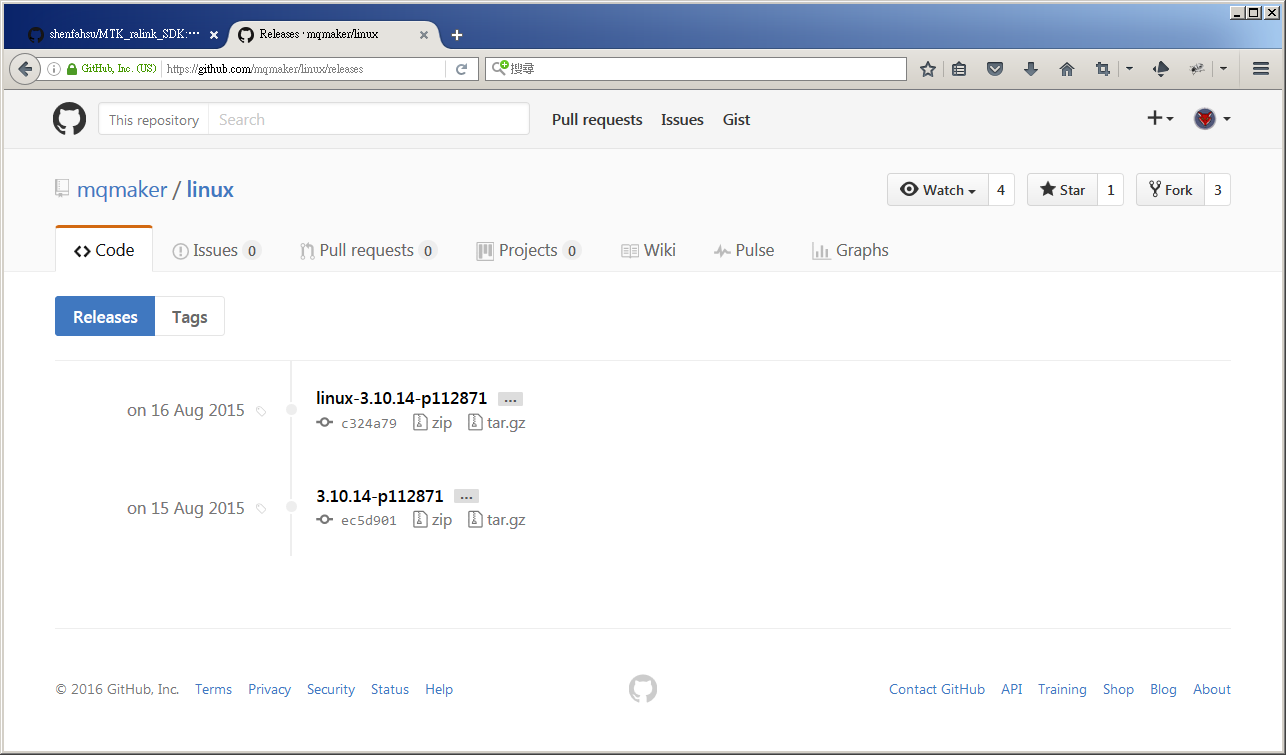 shenfahsu/MTK_ralink_SDK:···
Releases · mqmaker/linux
GitHub, Inc. (US)
https://github.com/mqmaker/linux/releases
搜尋
This repository
Search
Pull requests
Issues
Gist
mqmaker / linux
Watch
4
Star
1
Fork
3
Code
Issues 0
Pull requests 0
Projects 0
Wiki
Pulse
Graphs
Releases
Tags
on 16 Aug 2015
linux-3.10.14-p112871 ...
c324a79 zip tar.gz
on 15 Aug 2015
3.10.14-p112871 ...
ec5d901 zip tar.gz
© 2016 GitHub, Inc. Terms Privacy Security Status Help
Contact GitHub API Training Shop Blog About